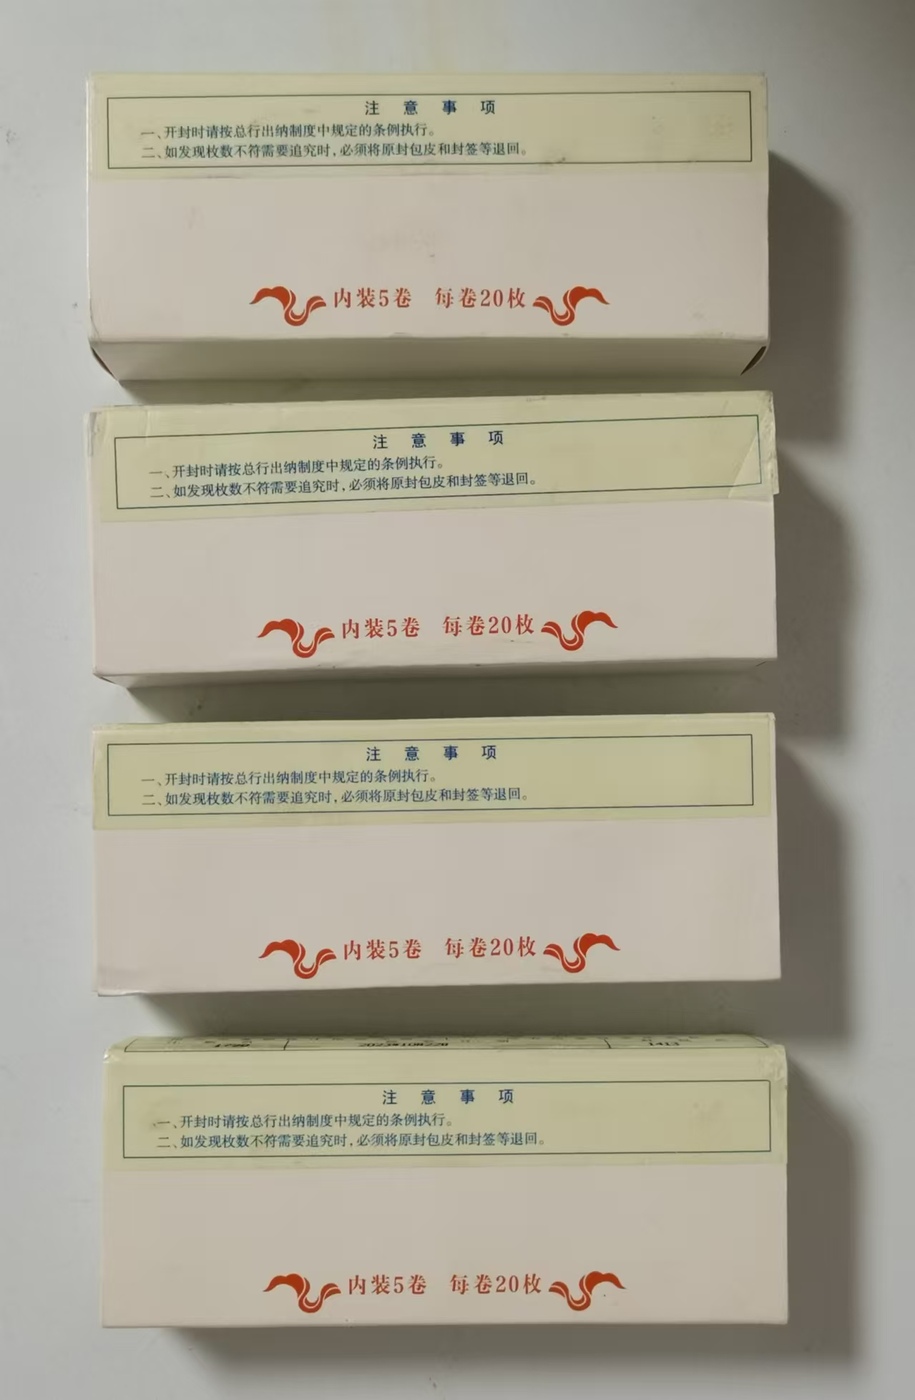 注意事项
一、开封时请按总行出纳制度中规定的条例执行。
二、如发现枚数不符需要追究时，必须将原封包皮和封签等退回。
内装5卷 每卷20枚
注意事项
一、开封时请按总行出纳制度中规定的条例执行。
二、如发现枚数不符需要追究时，必须将原封包皮和封签等退回。
内装5卷 每卷20枚
注意事项
一、开封时请按总行出纳制度中规定的条例执行。
二、如发现枚数不符需要追究时，必须将原封包皮和封签等退回。
内装5卷 每卷20枚
注意事项
一、开封时请按总行出纳制度中规定的条例执行。
二、如发现枚数不符需要追究时，必须将原封包皮和封签等退回。
内装5卷 每卷20枚